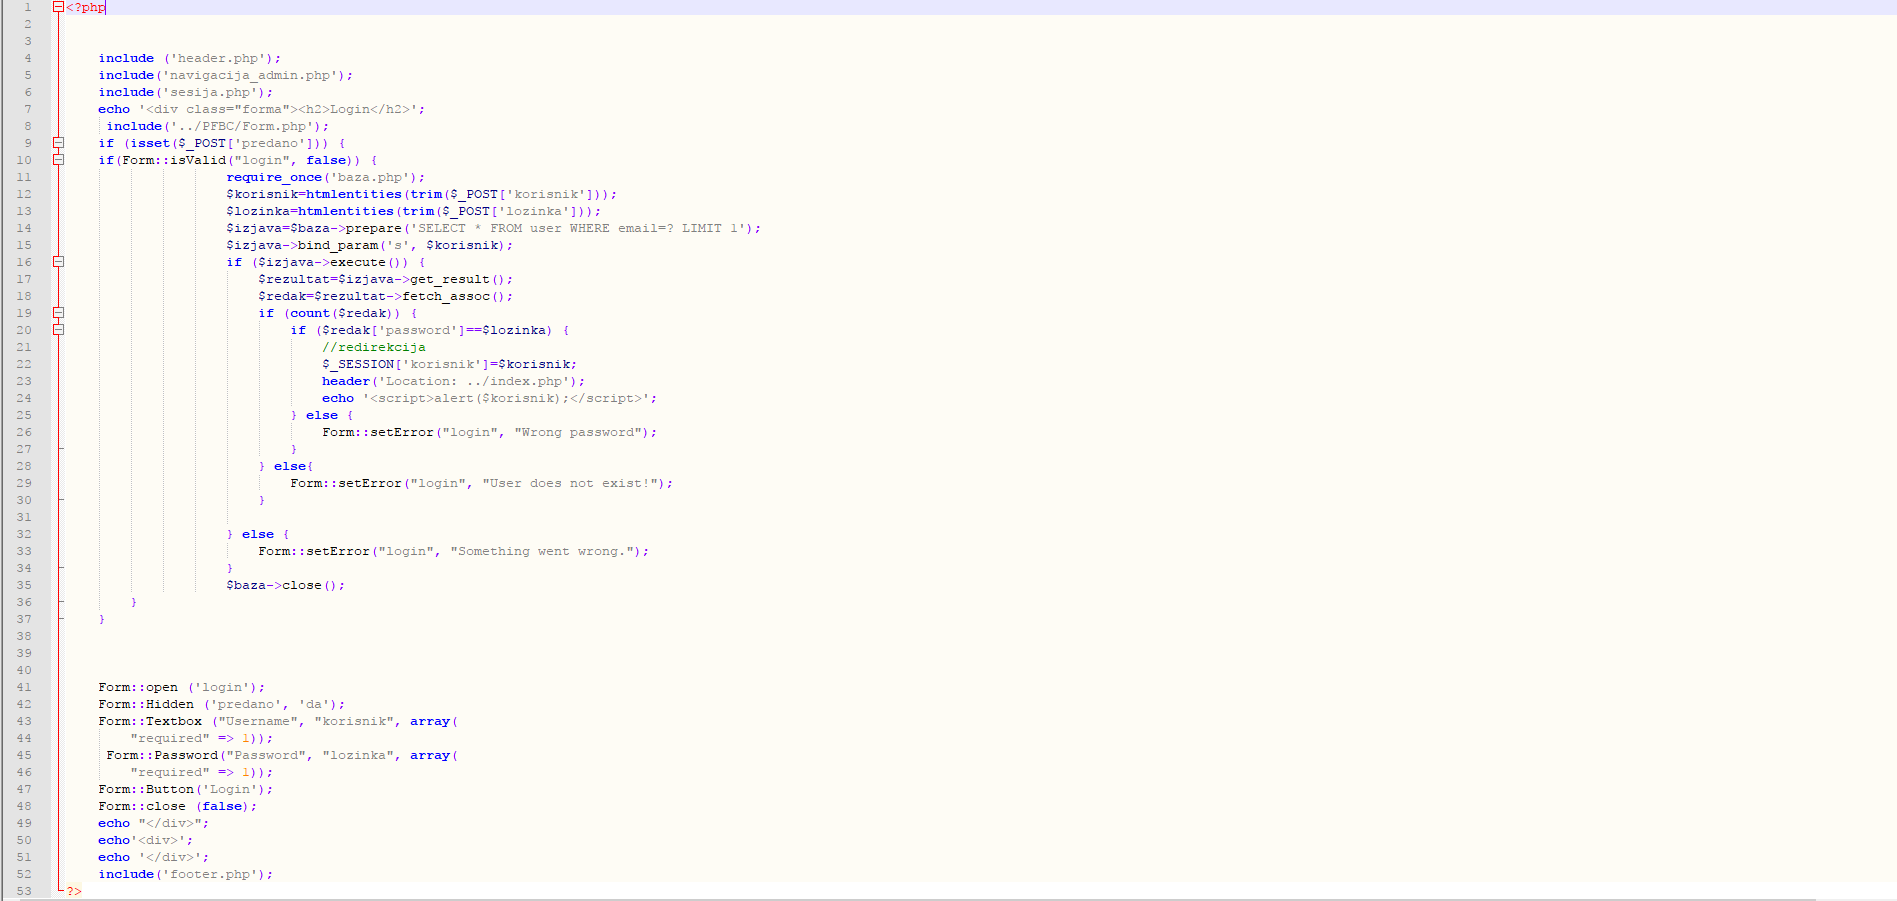 1 <?php
2
3
4 include ('header.php');
5 include('navigacija_admin.php');
6 include('sesija.php');
7 echo '<div class="forma"><h2>Login</h2>';
8 include('../PFBC/Form.php');
9 if (isset($_POST['predano'])) {
10 if(Form::isValid("login", false)) {
11 require_once('baza.php');
12 $korisnik=htmlentities(trim($_POST['korisnik']));
13 $lozinka=htmlentities(trim($_POST['lozinka']));
14 $izjava=$baza->prepare('SELECT * FROM user WHERE email=? LIMIT 1');
15 $izjava->bind_param('s', $korisnik);
16 if ($izjava->execute()) {
17 $rezultat=$izjava->get_result();
18 $redak=$rezultat->fetch_assoc();
19 if (count($redak)) {
20 if ($redak['password']==$lozinka) {
21 //redirekcija
22 $_SESSION['korisnik']=$korisnik;
23 header('Location: ../index.php');
24 echo '<script>alert($korisnik);</script>';
25 } else {
26 Form::setError("login", "Wrong password");
27 }
28 } else{
29 Form::setError("login", "User does not exist!");
30 }
31
32 } else {
33 Form::setError("login", "Something went wrong.");
34 }
35 $baza->close();
36 }
37 }
38
39
40
41 Form::open ('login');
42 Form::Hidden ('predano', 'da');
43 Form::Textbox ("Username", "korisnik", array(
44 "required" => 1));
45 Form::Password("Password", "lozinka", array(
46 "required" => 1));
47 Form::Button('Login');
48 Form::close (false);
49 echo "</div>";
50 echo'<div>';
51 echo '</div>';
52 include('footer.php');
53 ?>